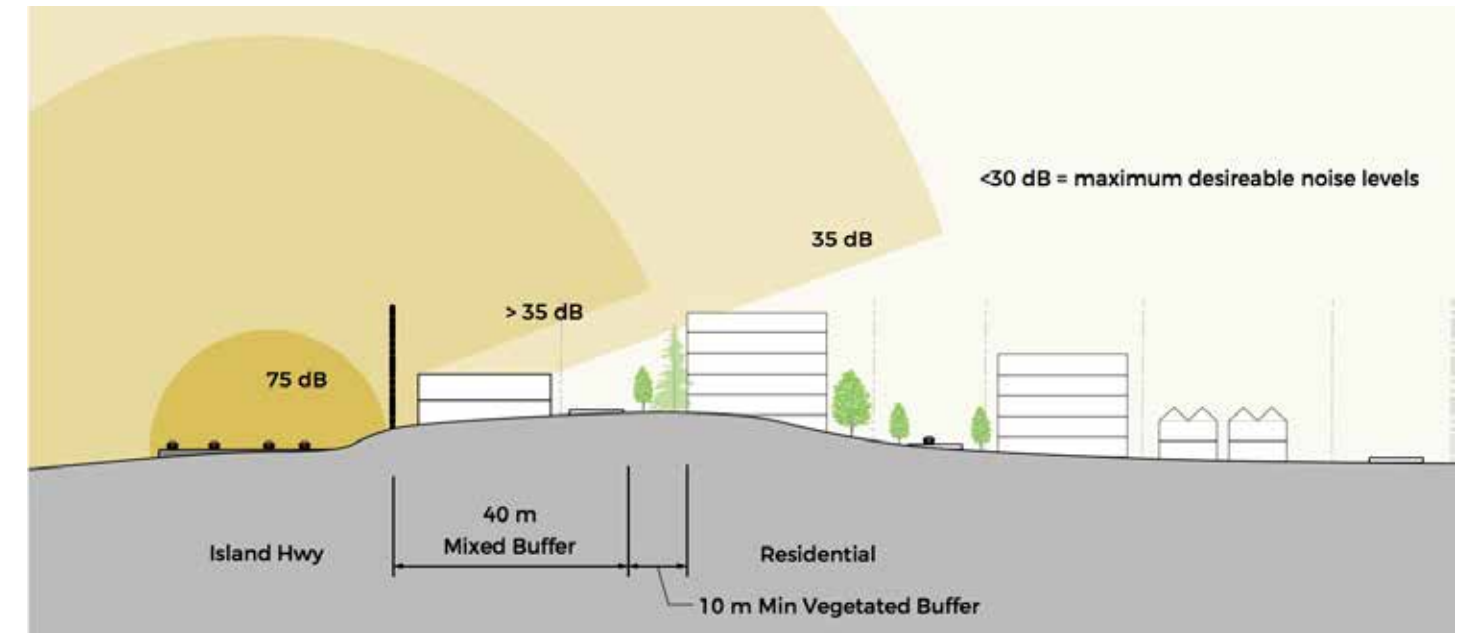 <30 dB = maximum desireable noise levels
35 dB
> 35 dB
75 dB
40 m
Mixed Buffer
Island Hwy
Residential
10 m Min Vegetated Buffer